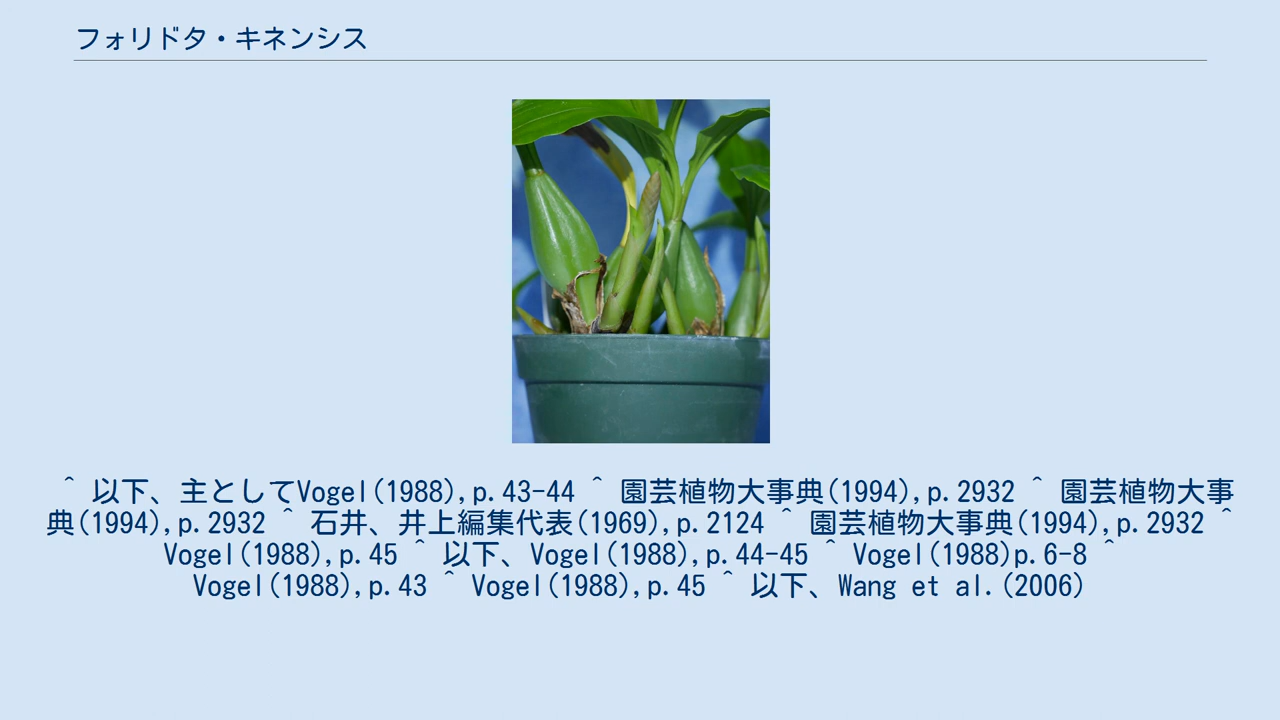 フォリドタ・キネンシス
^ 以下、主としてVogel(1988),p.43-44 ^ 園芸植物大事典(1994),p.2932 ^ 園芸植物大事
典(1994),p.2932 ^ 石井、井上編集代表(1969),p.2124 ^ 園芸植物大事典(1994),p.2932 ^
Vogel(1988),p.45 ^ 以下、Vogel(1988),p.44-45 ^ Vogel(1988)p.6-8 ^
Vogel(1988),p.43 ^ Vogel(1988),p.45 ^ 以下、Wang et al.(2006)